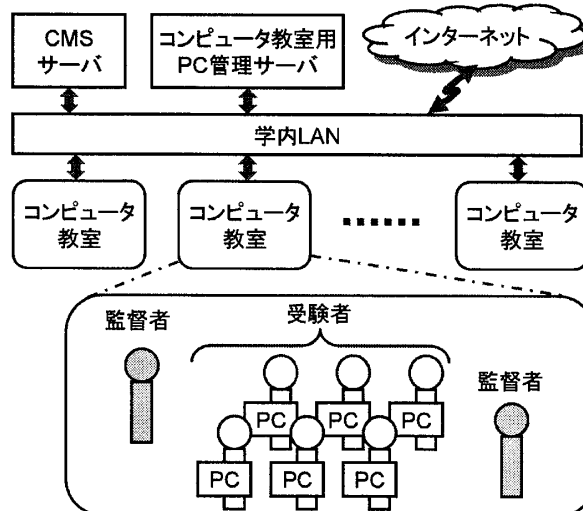 CMS
サーバ
コンピュータ教室用
PC管理サーバ
インターネット
学内LAN
コンピュータ
教室
コンピュータ
教室
コンピュータ
教室
監督者
受験者
監督者
PC
PC
PC
PC
PC
PC